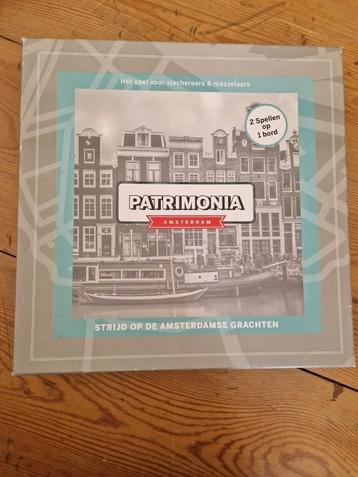 Het spel voor sjacheraars & mazzelaars
2 Spellen
op
1 bord
PATRIMONIA
AMSTERDAM
STRIJD OP DE AMSTERDAMSE GRACHTEN